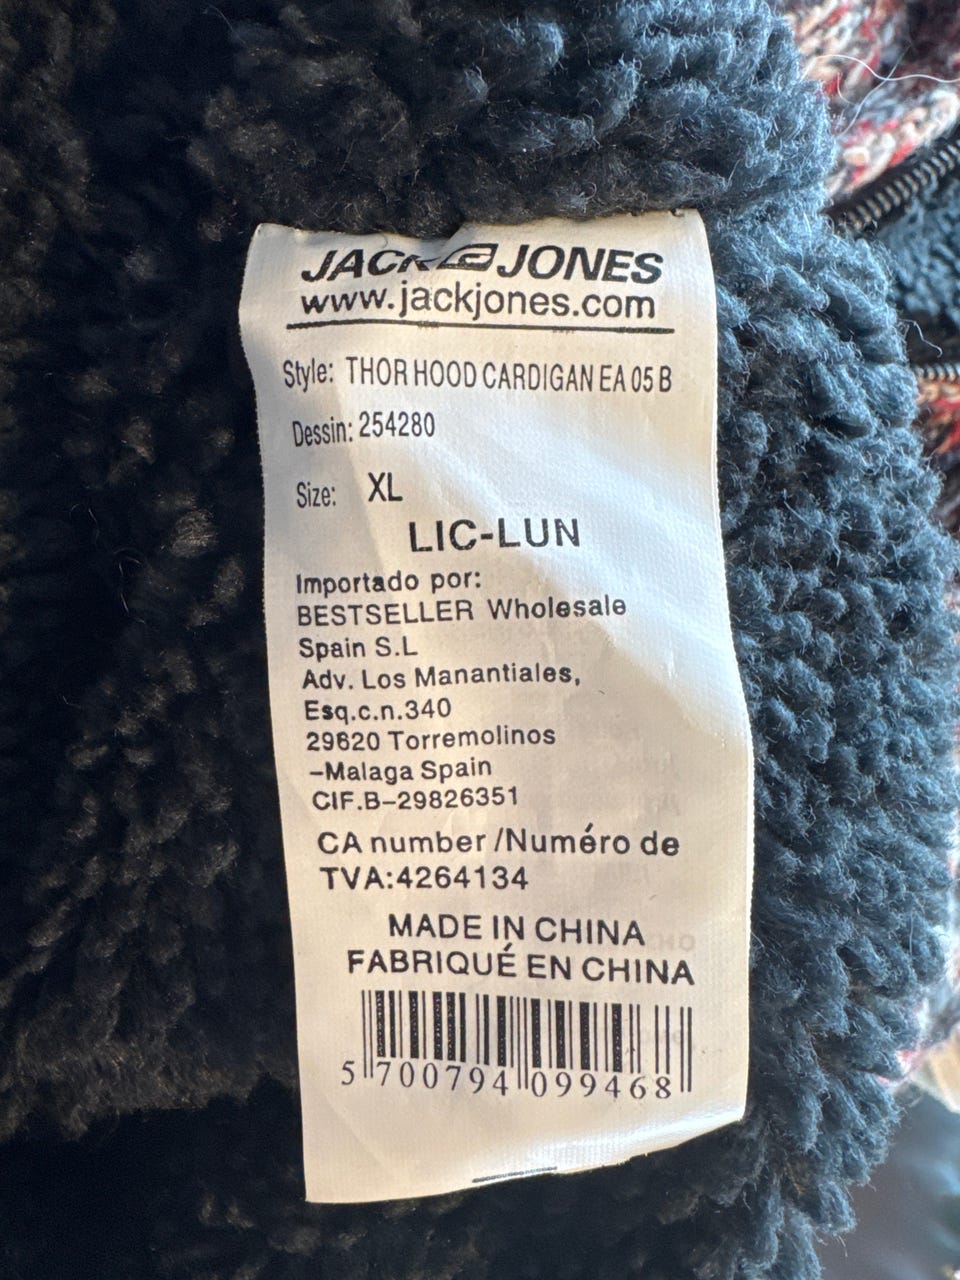 JACK JONES
www.jackjones.com
Style: THOR HOOD CARDIGAN EA 05 B
Dessin: 254280
Size: XL
LIC-LUN
Importado por:
BESTSELLER Wholesale
Spain S.L
Adv. Los Manantiales,
Esq.c.n.340
29620 Torremolinos
-Malaga Spain
CIF.B-29826351
CA number /Numéro de
TVA:4264134
MADE IN CHINA
FABRIQUÉ EN CHINA
5 700794 099468